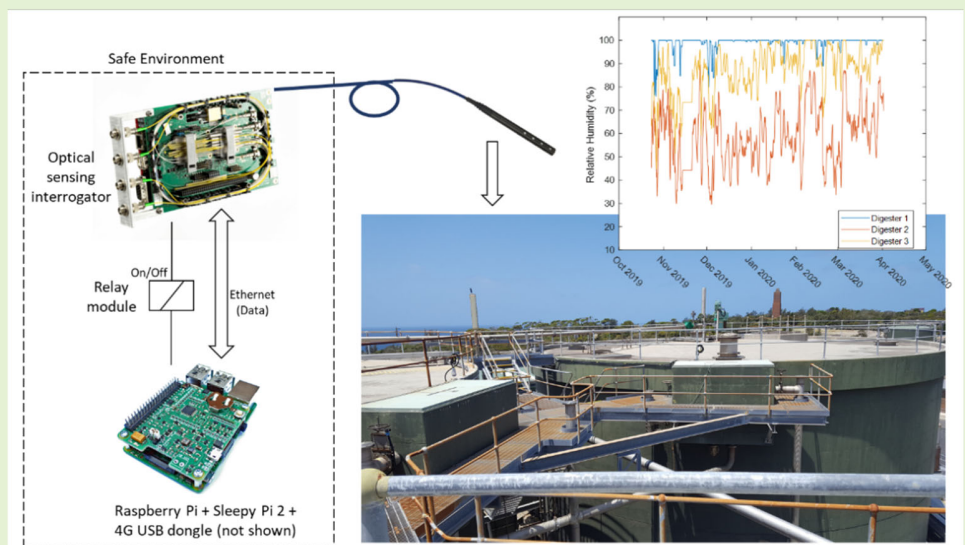 Safe Environment
Optical
sensing
interrogator
On/Off
Relay
module
Ethernet
(Data)
Raspberry Pi + Sleepy Pi 2 +
4G USB dongle (not shown)
Relative Humidity (%)
100
90
80
70
60
50
40
30
20
10
Digester 1
Digester 2
Digester 3
Oct 2019
Nov 2019
Dec 2019
Jan 2020
Feb 2020
Mar 2020
Apr 2020
May 2020